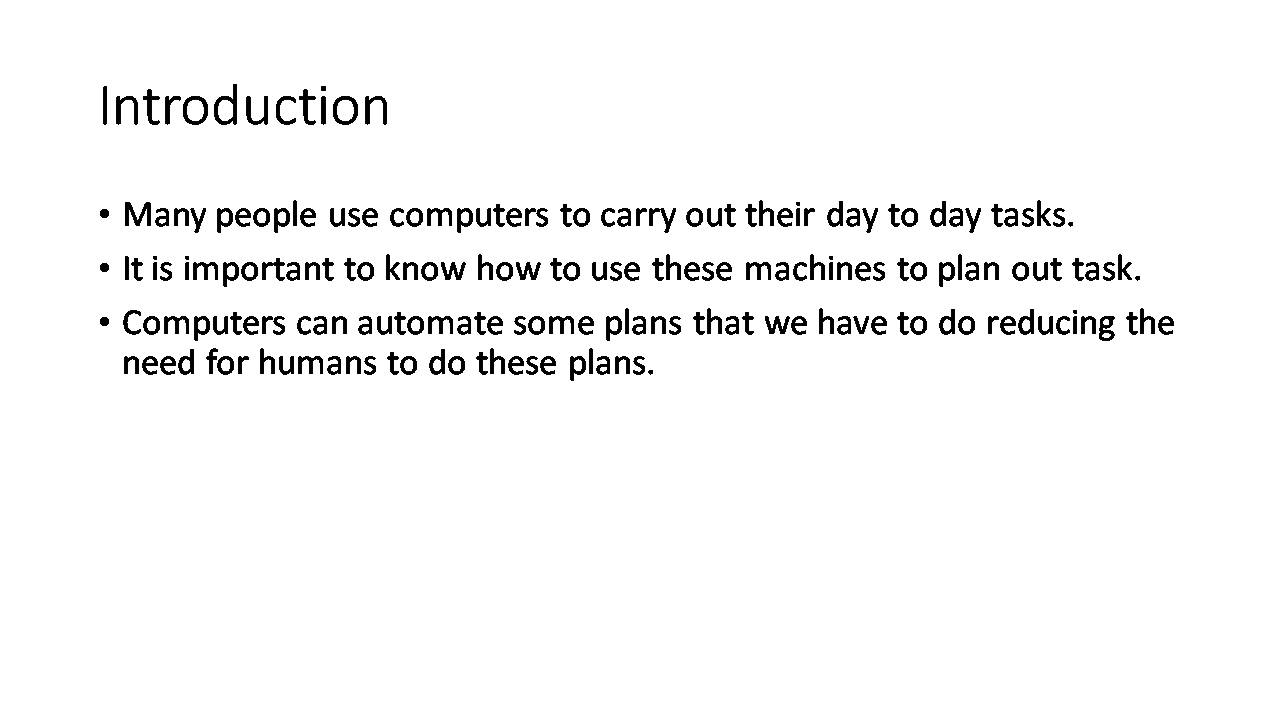 Introduction
• Many people use computers to carry out their day to day tasks.
• It is important to know how to use these machines to plan out task.
• Computers can automate some plans that we have to do reducing the
need for humans to do these plans.